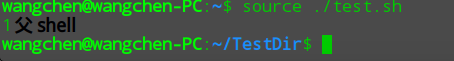 wangchen@wangchen-PC:~$ source ./test.sh
1 父 shell
wangchen@wangchen-PC:~/TestDir$